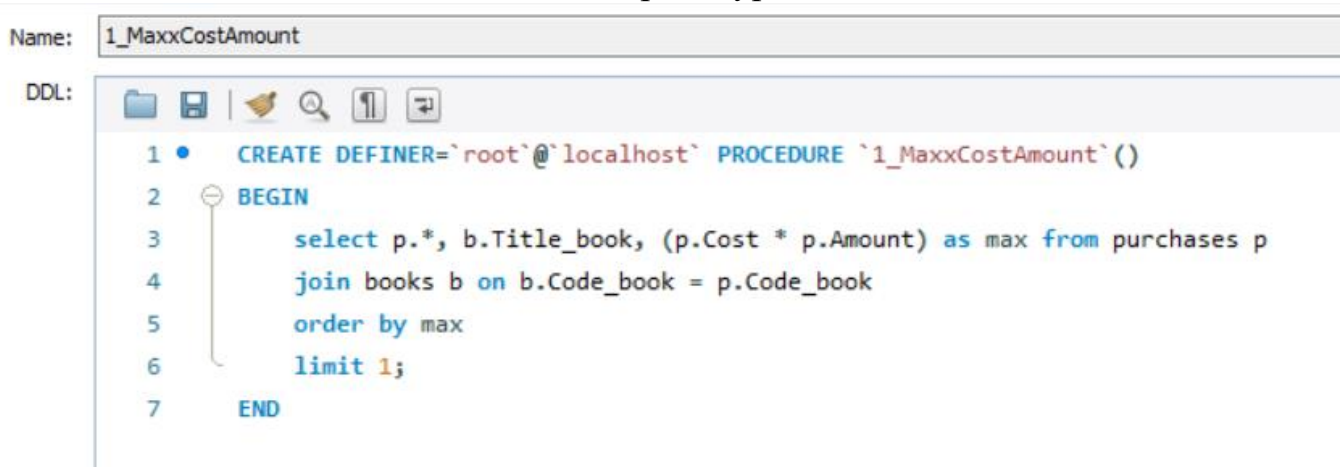 Name: 1_MaxxCostAmount
DDL:
1 CREATE DEFINER=`root`@`localhost` PROCEDURE `1_MaxxCostAmount`()
2 BEGIN
3 select p.*, b.Title_book, (p.Cost * p.Amount) as max from purchases p
4 join books b on b.Code_book = p.Code_book
5 order by max
6 limit 1;
7 END